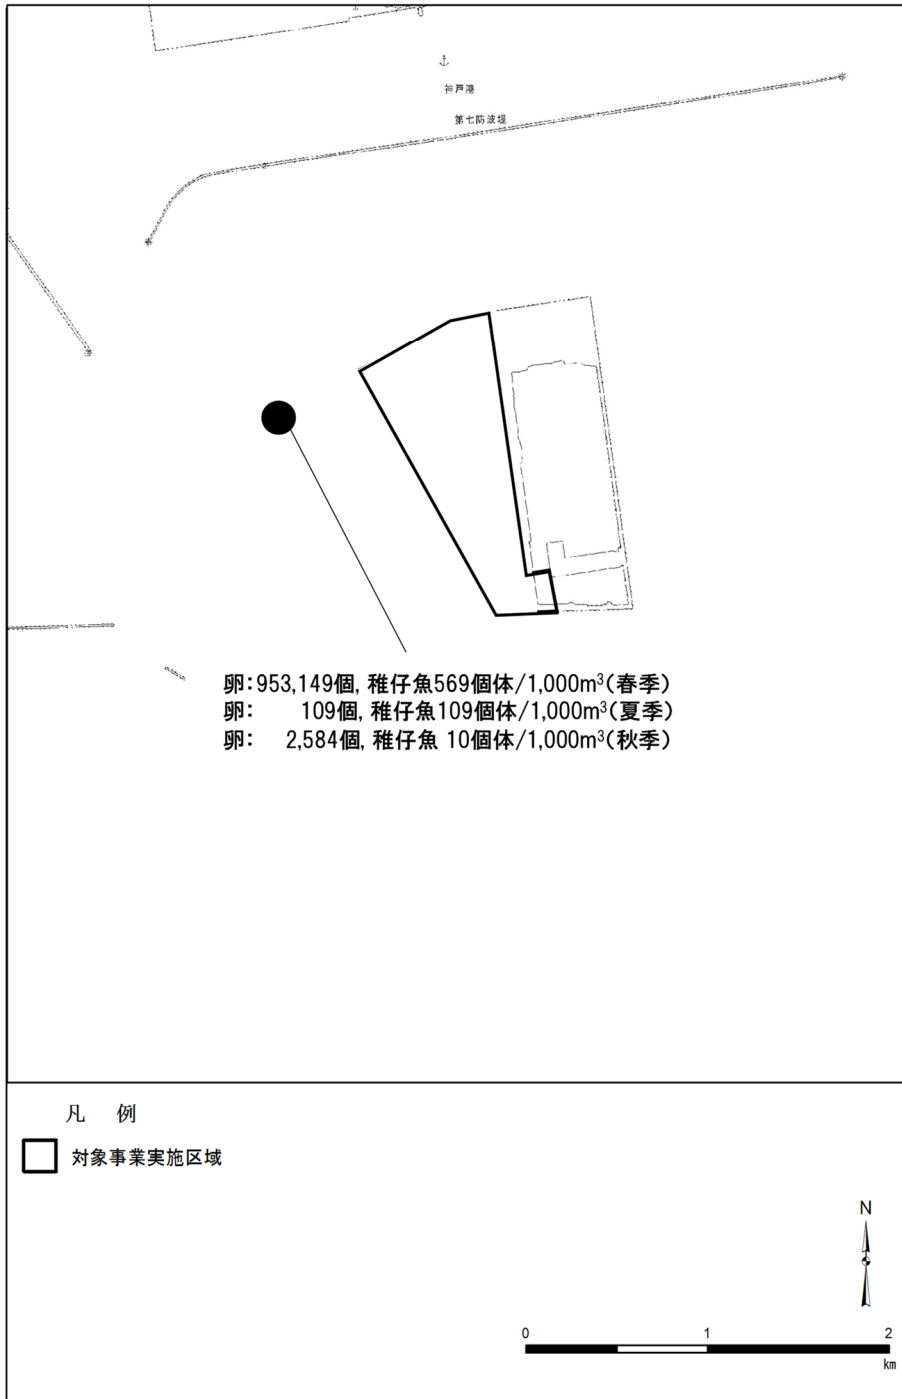 神戸港
第七防波堤
卵:953,149個, 稚仔魚569個体/1,000m³(春季)
卵: 109個, 稚仔魚109個体/1,000m³(夏季)
卵: 2,584個, 稚仔魚 10個体/1,000m³(秋季)
凡 例
対象事業実施区域
N
0 1 2
km